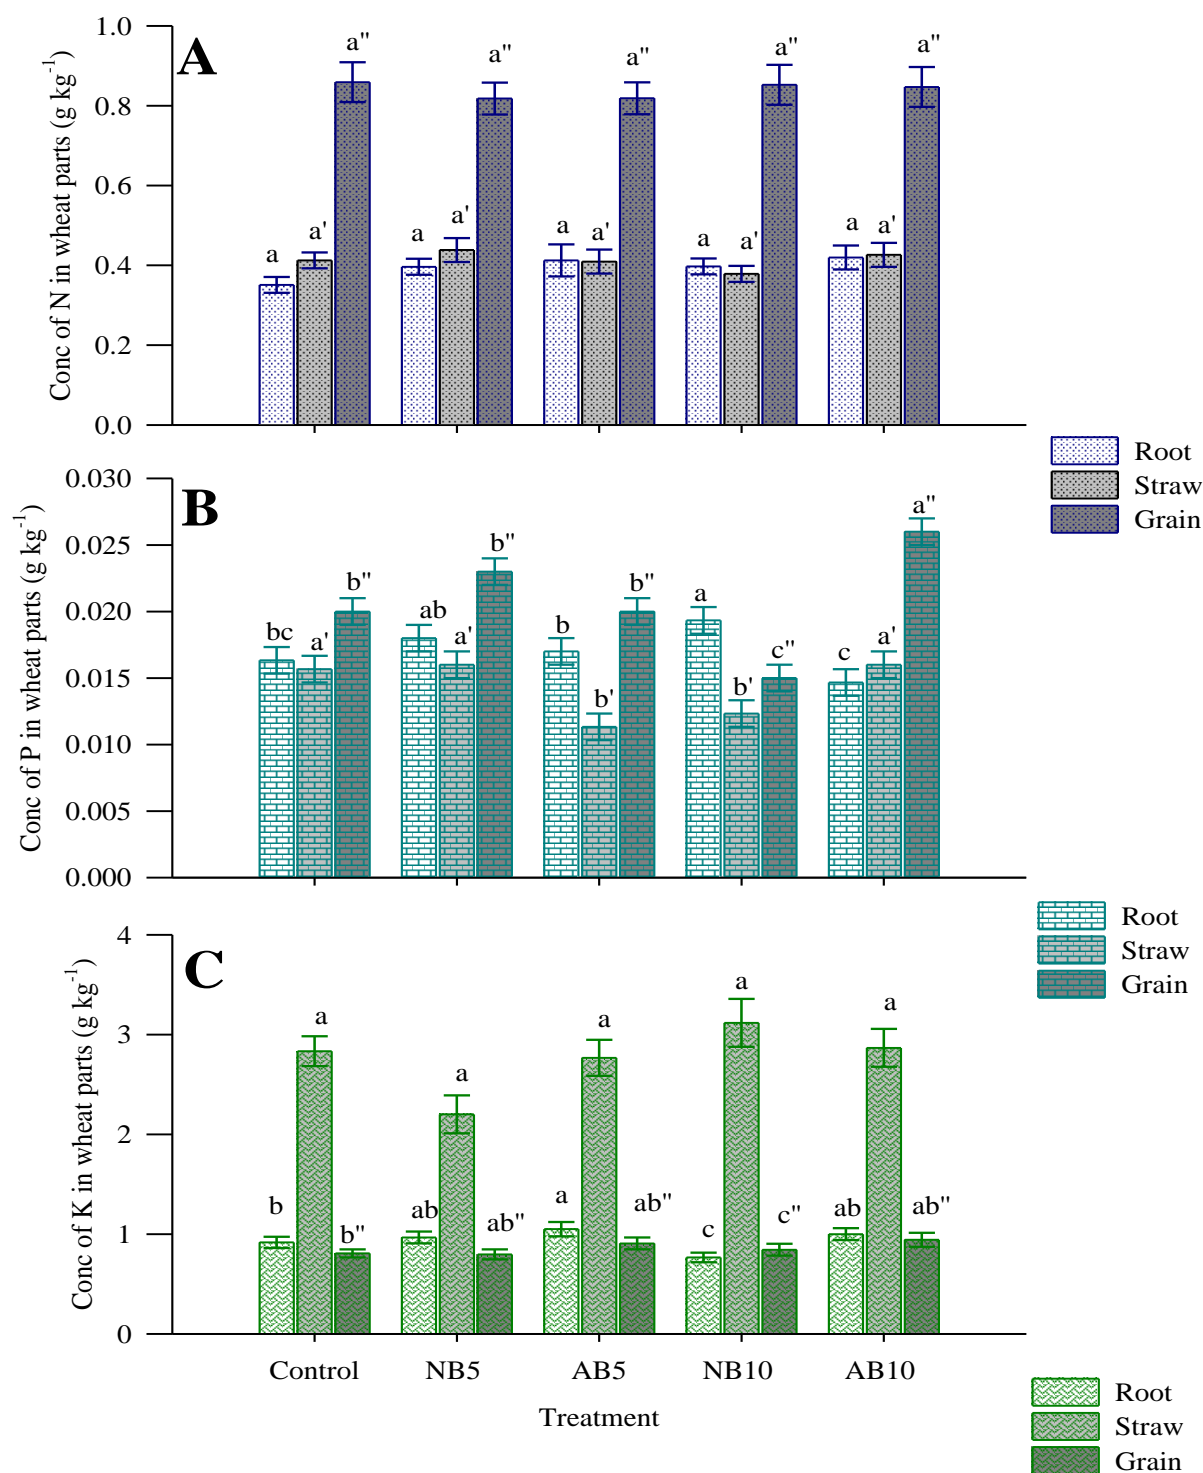 A
Conc of N in wheat parts (g kg⁻¹)
1.0
0.8
0.6
0.4
0.2
0.0
a a' a"
a a' a"
a a' a"
a a' a"
a a' a"
Root
Straw
Grain
B
Conc of P in wheat parts (g kg⁻¹)
0.030
0.025
0.020
0.015
0.010
0.005
0.000
bc a' b"
ab a' b"
b b' b"
a b' c"
c a' a"
Root
Straw
Grain
C
Conc of K in wheat parts (g kg⁻¹)
4
3
2
1
0
b a b"
ab a ab"
a a ab"
c a c"
ab a ab"
Control NB5 AB5 NB10 AB10
Treatment
Root
Straw
Grain